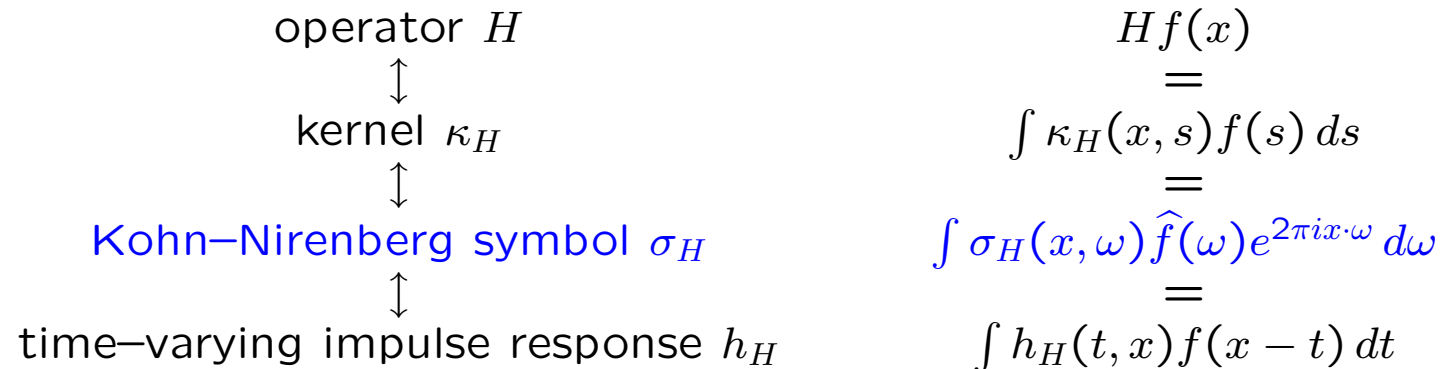 operator H Hf(x)
↕ =
kernel κ_H ∫ κ_H(x, s)f(s) ds
↕ =
Kohn–Nirenberg symbol σ_H ∫ σ_H(x, ω)f̂(ω)e^{2πix·ω} dω
↕ =
time–varying impulse response h_H ∫ h_H(t, x)f(x − t) dt